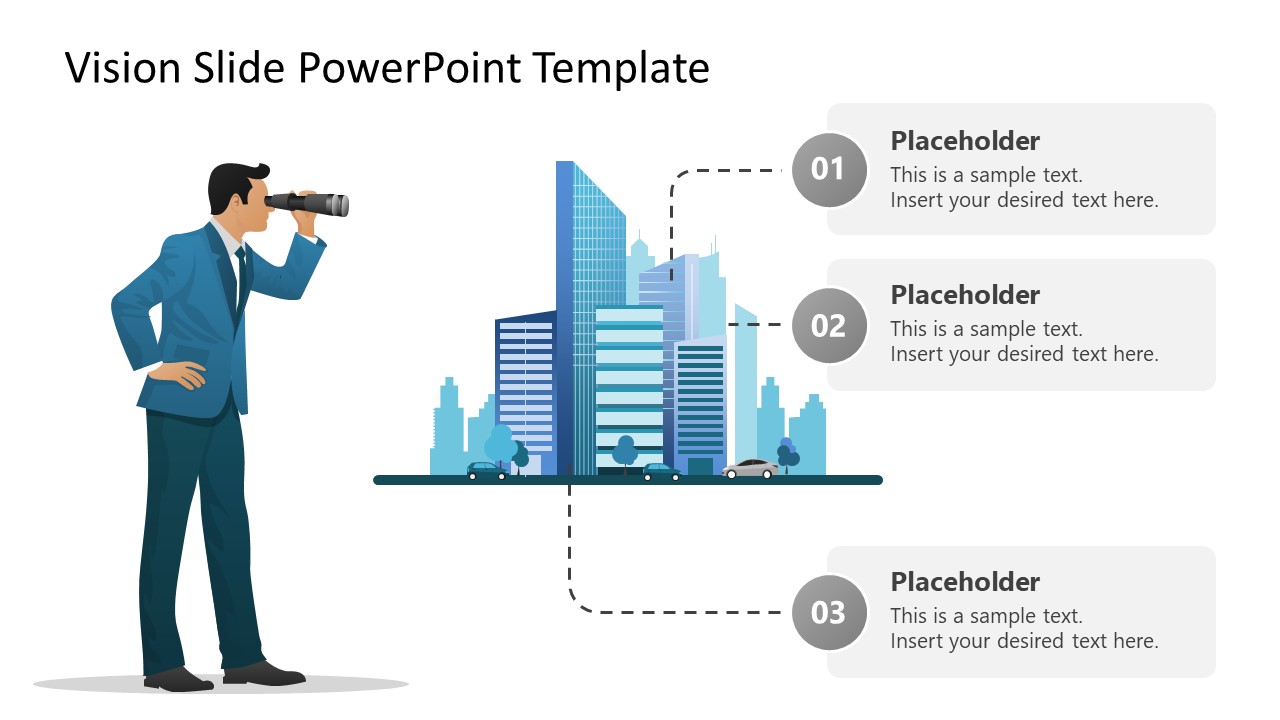 Vision Slide PowerPoint Template
01
Placeholder
This is a sample text.
Insert your desired text here.
02
Placeholder
This is a sample text.
Insert your desired text here.
03
Placeholder
This is a sample text.
Insert your desired text here.